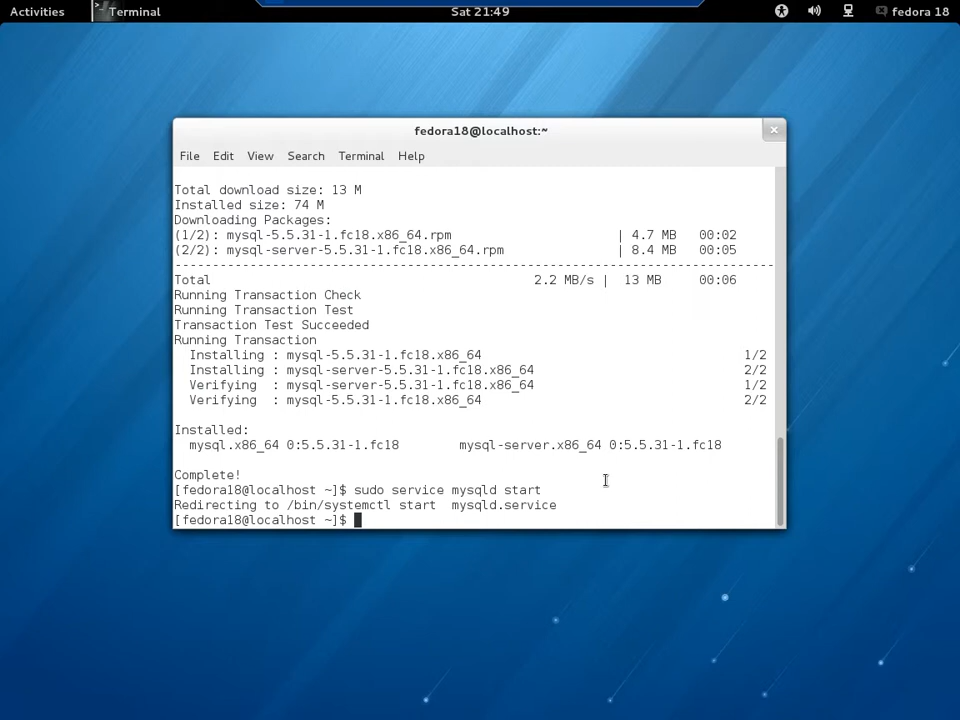 Activities Terminal Sat 21:49 fedora 18
fedora18@localhost:~
File Edit View Search Terminal Help
Total download size: 13 M
Installed size: 74 M
Downloading Packages:
(1/2): mysql-5.5.31-1.fc18.x86_64.rpm | 4.7 MB 00:02
(2/2): mysql-server-5.5.31-1.fc18.x86_64.rpm | 8.4 MB 00:05
--------------------------------------------------------------------------------
Total 2.2 MB/s | 13 MB 00:06
Running Transaction Check
Running Transaction Test
Transaction Test Succeeded
Running Transaction
Installing : mysql-5.5.31-1.fc18.x86_64 1/2
Installing : mysql-server-5.5.31-1.fc18.x86_64 2/2
Verifying : mysql-server-5.5.31-1.fc18.x86_64 1/2
Verifying : mysql-5.5.31-1.fc18.x86_64 2/2
Installed:
mysql.x86_64 0:5.5.31-1.fc18 mysql-server.x86_64 0:5.5.31-1.fc18
Complete!
[fedora18@localhost ~]$ sudo service mysqld start
Redirecting to /bin/systemctl start  mysqld.service
[fedora18@localhost ~]$